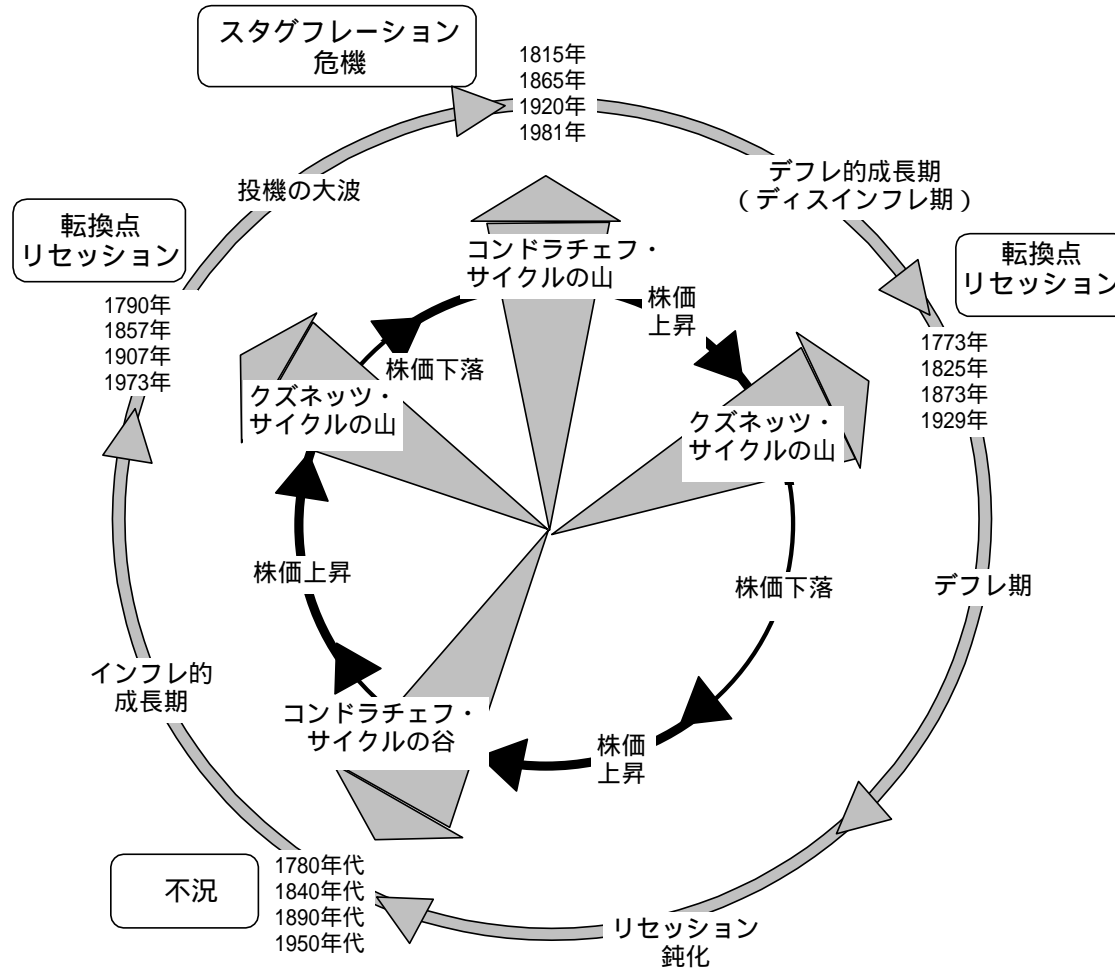 スタグフレーション
危機
1815年
1865年
1920年
1981年
投機の大波
デフレ的成長期
（ディスインフレ期）
転換点
リセッション
1790年
1857年
1907年
1973年
転換点
リセッション
1773年
1825年
1873年
1929年
コンドラチェフ・
サイクルの山
株価
上昇
株価下落
クズネッツ・
サイクルの山
クズネッツ・
サイクルの山
株価上昇
株価下落
デフレ期
インフレ的
成長期
コンドラチェフ・
サイクルの谷
株価
上昇
不況
1780年代
1840年代
1890年代
1950年代
リセッション
鈍化